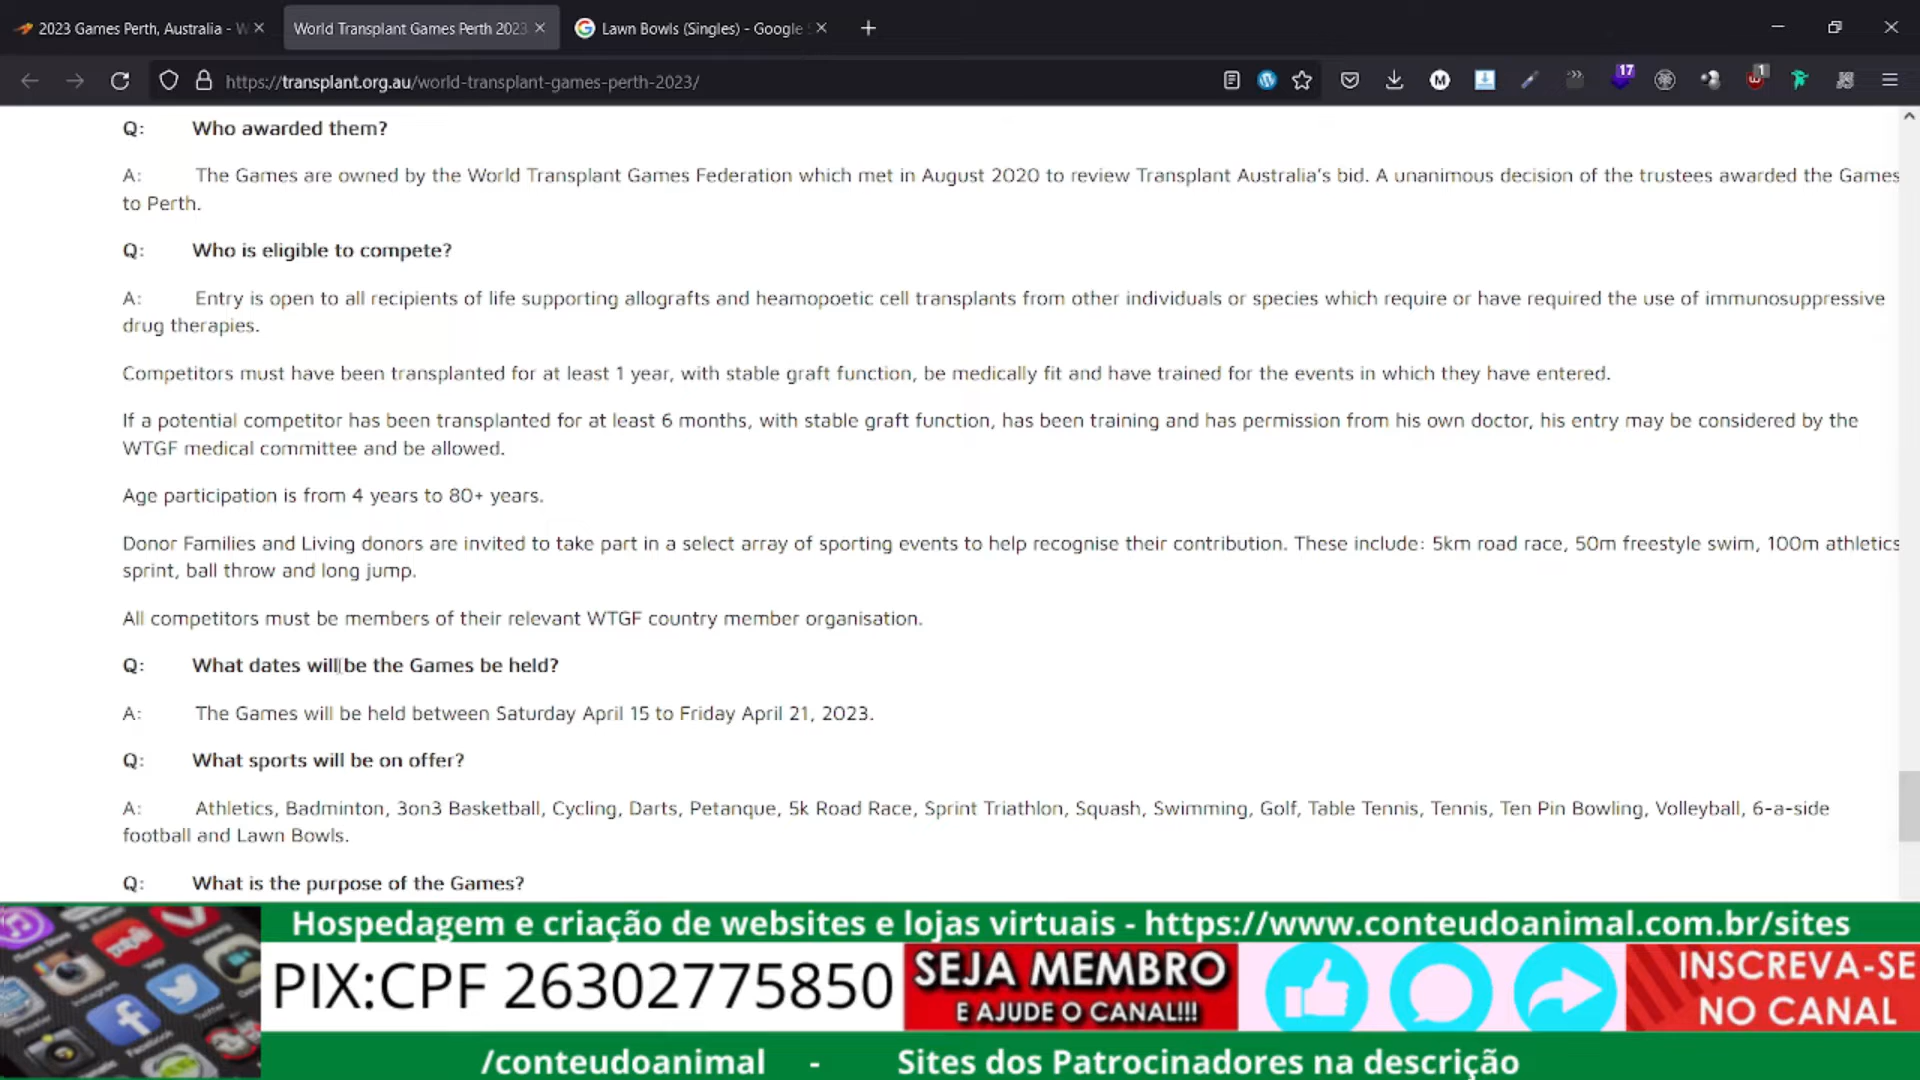 2023 Games Perth, Australia - W
World Transplant Games Perth 2023
Lawn Bowls (Singles) - Google S
https://transplant.org.au/world-transplant-games-perth-2023/
17
1
Q: Who awarded them?
A: The Games are owned by the World Transplant Games Federation which met in August 2020 to review Transplant Australia's bid. A unanimous decision of the trustees awarded the Games
to Perth.
Q: Who is eligible to compete?
A: Entry is open to all recipients of life supporting allografts and heamopoetic cell transplants from other individuals or species which require or have required the use of immunosuppressive
drug therapies.
Competitors must have been transplanted for at least 1 year, with stable graft function, be medically fit and have trained for the events in which they have entered.
If a potential competitor has been transplanted for at least 6 months, with stable graft function, has been training and has permission from his own doctor, his entry may be considered by the
WTGF medical committee and be allowed.
Age participation is from 4 years to 80+ years.
Donor Families and Living donors are invited to take part in a select array of sporting events to help recognise their contribution. These include: 5km road race, 50m freestyle swim, 100m athletics
sprint, ball throw and long jump.
All competitors must be members of their relevant WTGF country member organisation.
Q: What dates will be the Games be held?
A: The Games will be held between Saturday April 15 to Friday April 21, 2023.
Q: What sports will be on offer?
A: Athletics, Badminton, 3on3 Basketball, Cycling, Darts, Petanque, 5k Road Race, Sprint Triathlon, Squash, Swimming, Golf, Table Tennis, Tennis, Ten Pin Bowling, Volleyball, 6-a-side
football and Lawn Bowls.
Q: What is the purpose of the Games?
Hospedagem e criação de websites e lojas virtuais - https://www.conteudoanimal.com.br/sites
PIX:CPF 26302775850
SEJA MEMBRO
E AJUDE O CANAL!!!
INSCREVA-SE
NO CANAL
/conteudoanimal - Sites dos Patrocinadores na descrição